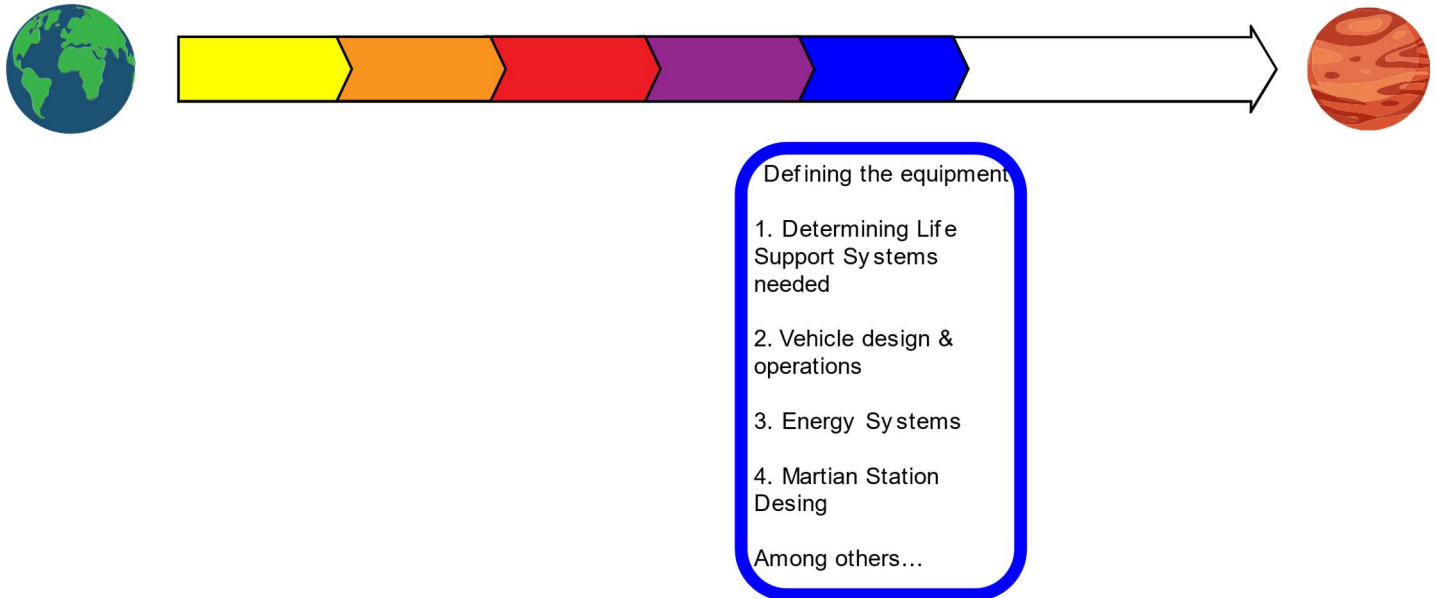 Defining the equipment
1. Determining Life
Support Systems
needed
2. Vehicle design &
operations
3. Energy Systems
4. Martian Station
Desing
Among others…